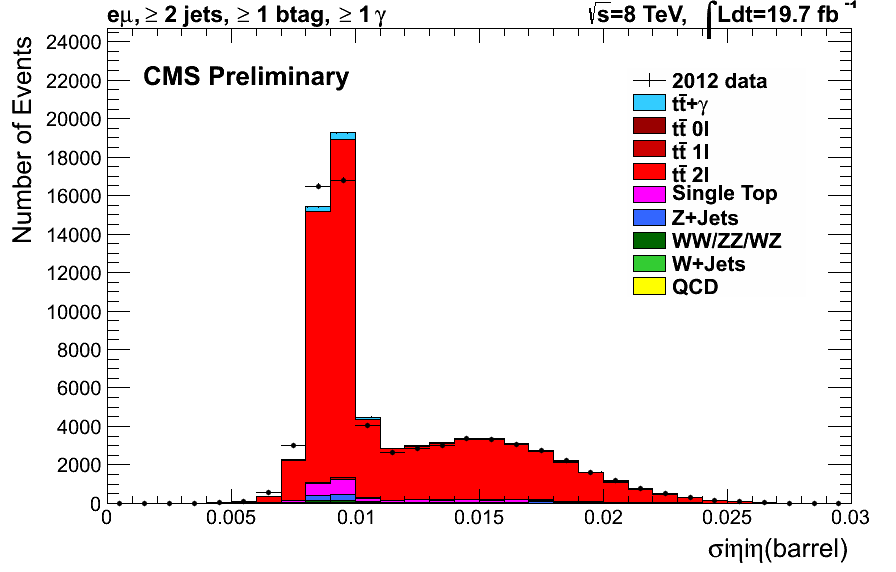 eμ, ≥ 2 jets, ≥ 1 btag, ≥ 1 γ
√s=8 TeV, ∫Ldt=19.7 fb⁻¹
CMS Preliminary
Number of Events
24000
22000
20000
18000
16000
14000
12000
10000
8000
6000
4000
2000
0
2012 data
tt̄+γ
tt̄ 0l
tt̄ 1l
tt̄ 2l
Single Top
Z+Jets
WW/ZZ/WZ
W+Jets
QCD
0 0.005 0.01 0.015 0.02 0.025 0.03
σiηiη(barrel)